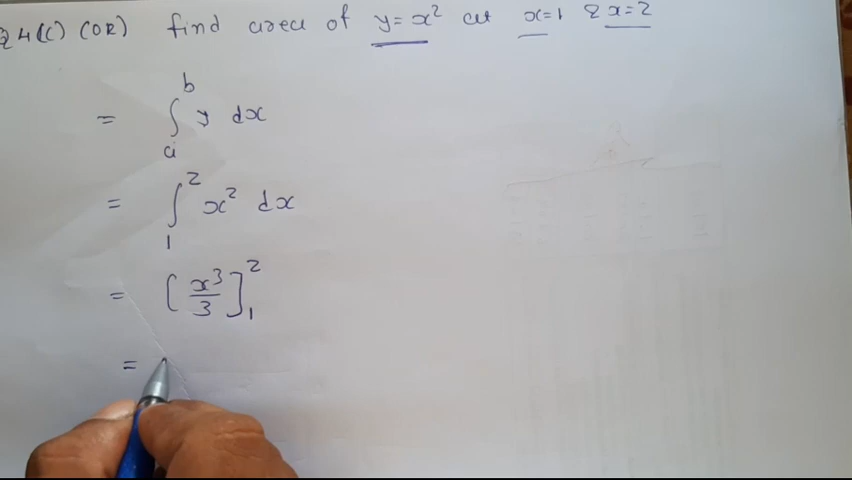 Q4(C) (OR) find area of y=x² at x=1 & x=2
= ∫ₐᵇ y dx
= ∫₁² x² dx
= [x³/3]₁²
=